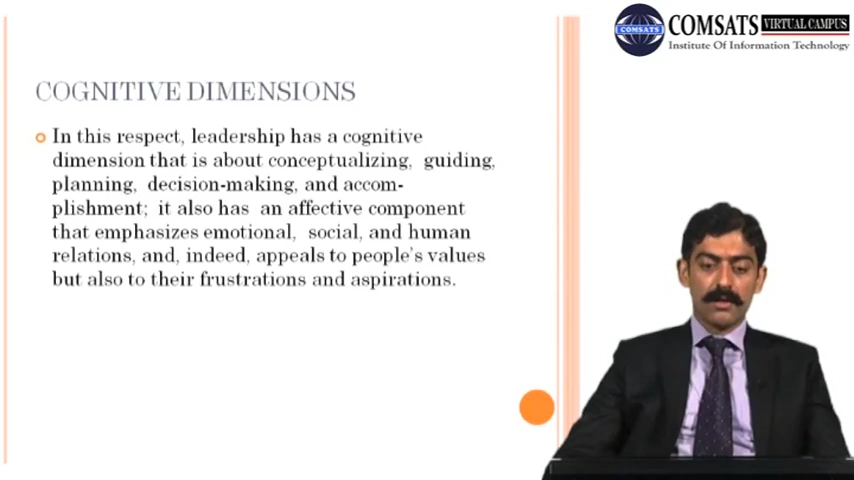 COMSATS
COMSATS VIRTUAL CAMPUS
Institute Of Information Technology
COGNITIVE DIMENSIONS
In this respect, leadership has a cognitive
dimension that is about conceptualizing, guiding,
planning, decision-making, and accom-
plishment; it also has an affective component
that emphasizes emotional, social, and human
relations, and, indeed, appeals to people's values
but also to their frustrations and aspirations.